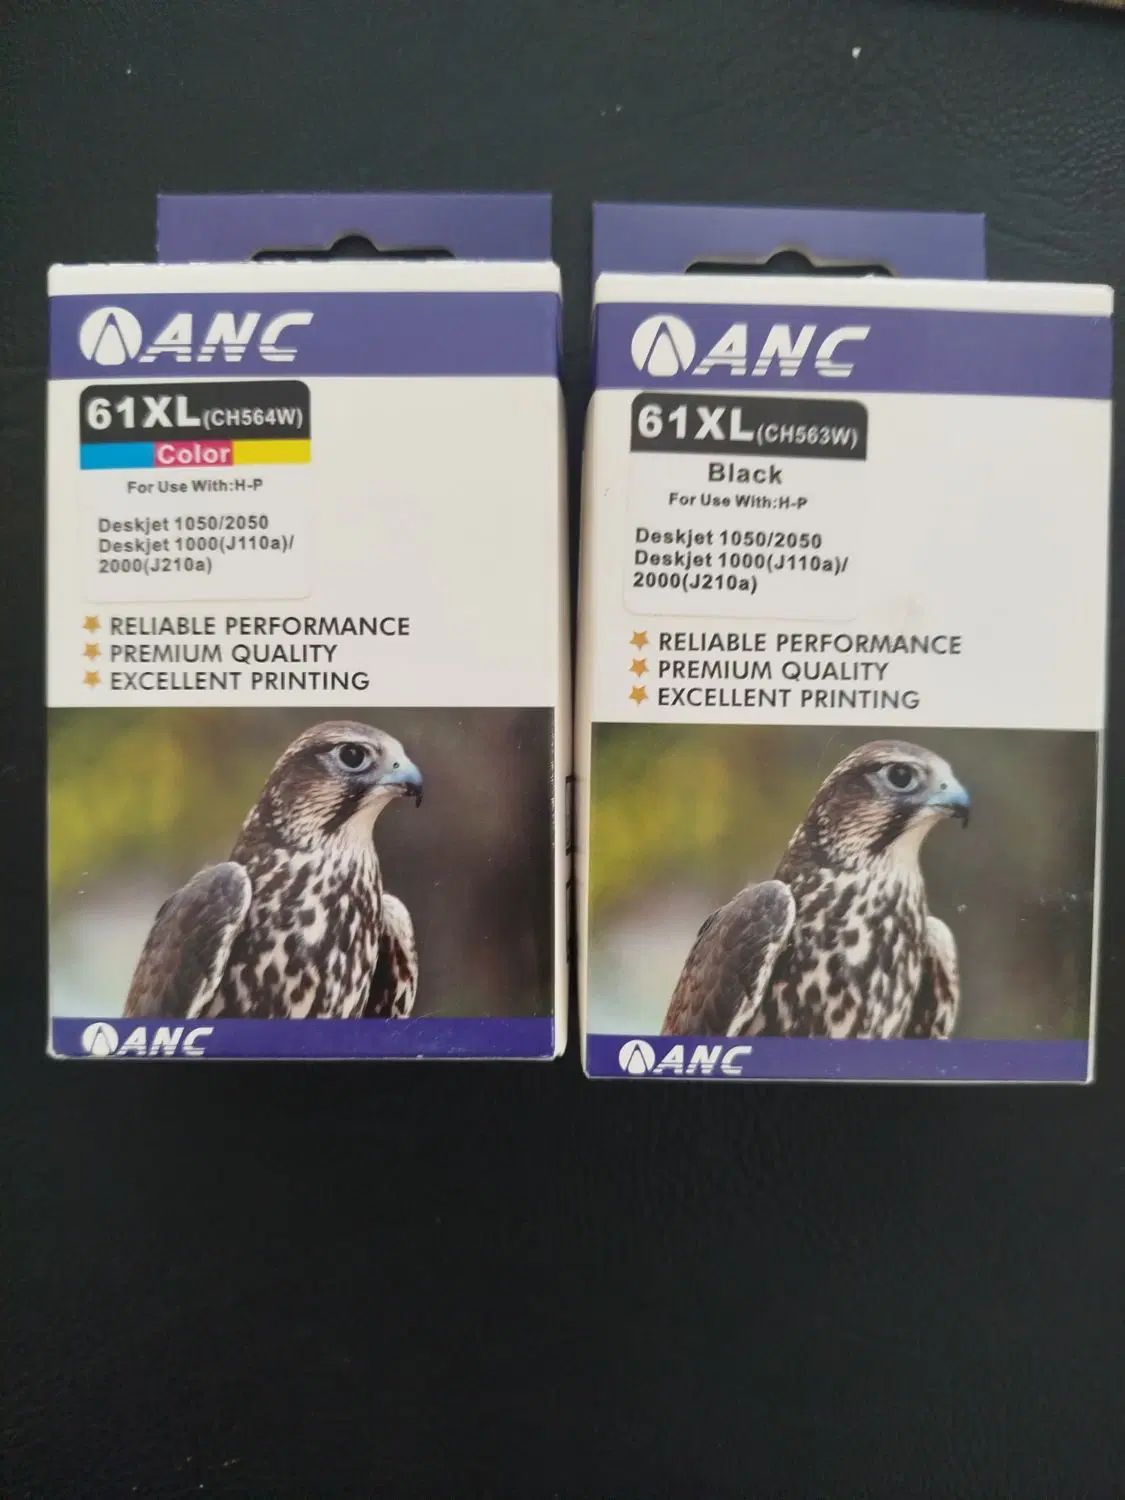 ANC
61XL(CH564W)
Color
For Use With:H-P
Deskjet 1050/2050
Deskjet 1000(J110a)/
2000(J210a)
RELIABLE PERFORMANCE
PREMIUM QUALITY
EXCELLENT PRINTING
ANC
ANC
61XL(CH563W)
Black
For Use With:H-P
Deskjet 1050/2050
Deskjet 1000(J110a)/
2000(J210a)
RELIABLE PERFORMANCE
PREMIUM QUALITY
EXCELLENT PRINTING
ANC